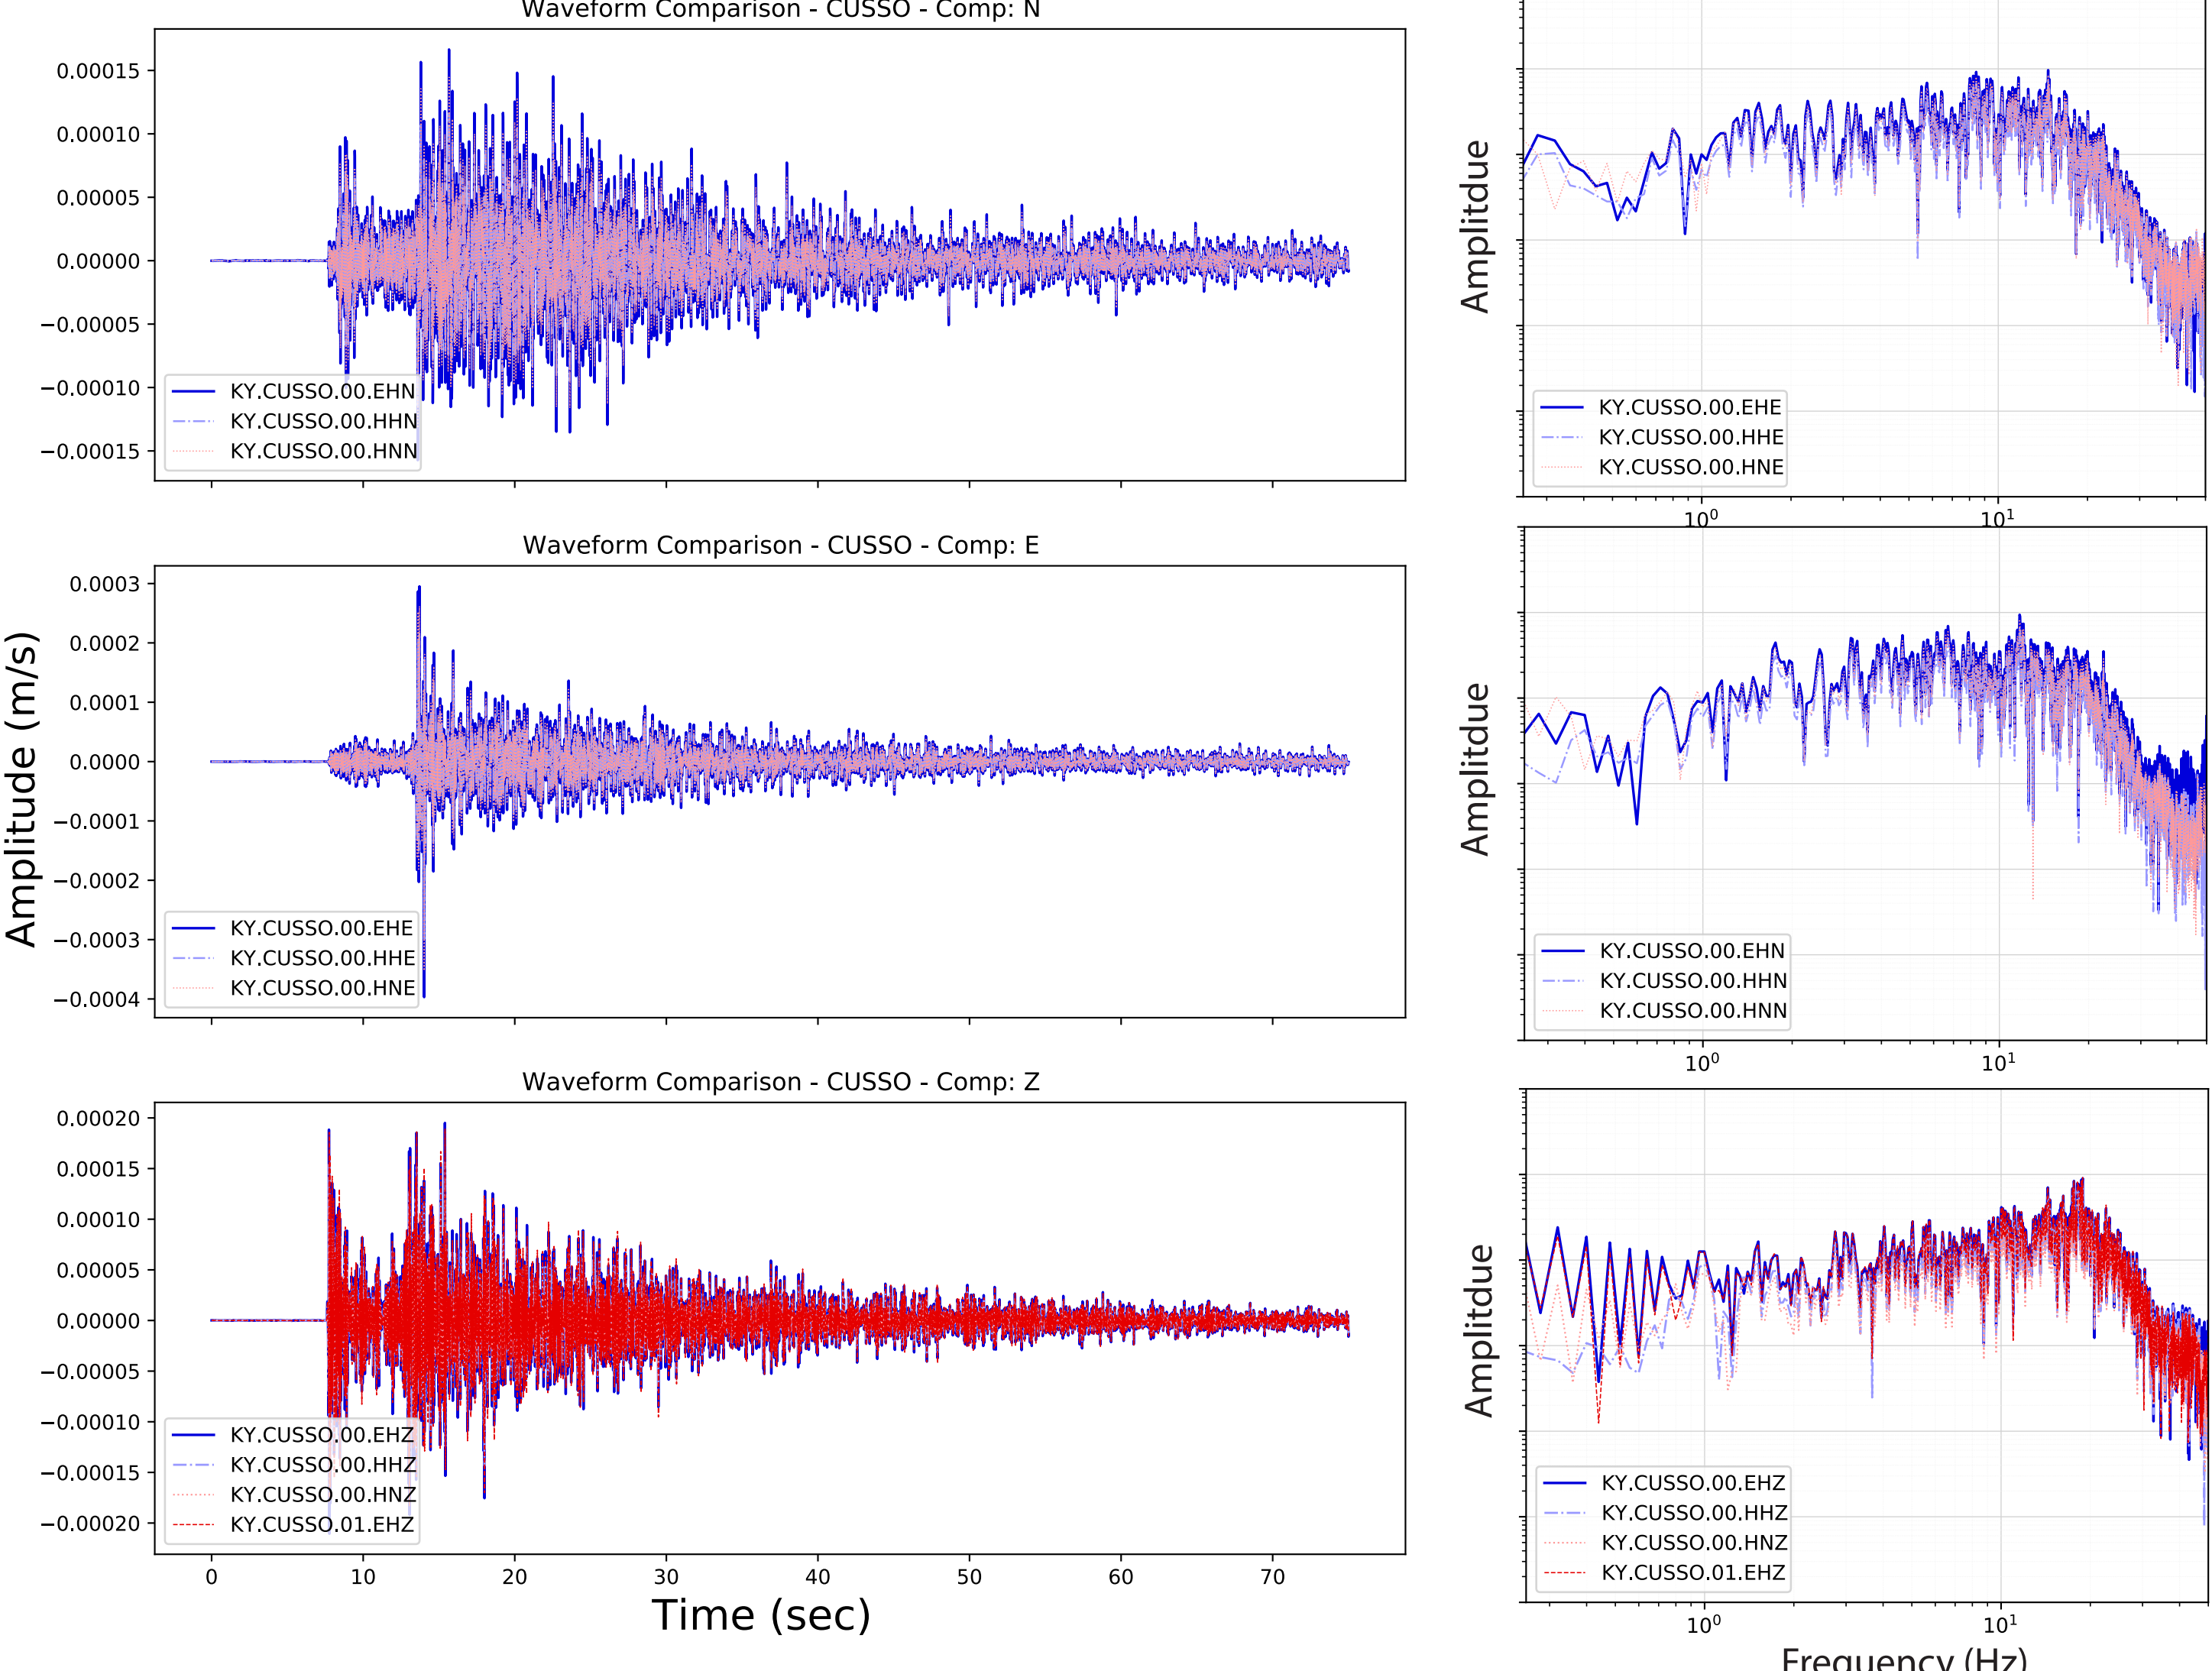 Waveform Comparison - CUSSO - Comp: N
0.00015
0.00010
0.00005
0.00000
−0.00005
−0.00010
−0.00015
KY.CUSSO.00.EHN
KY.CUSSO.00.HHN
KY.CUSSO.00.HNN
Amplitdue
KY.CUSSO.00.EHE
KY.CUSSO.00.HHE
KY.CUSSO.00.HNE
10⁰ 10¹
Waveform Comparison - CUSSO - Comp: E
Amplitude (m/s)
0.0003
0.0002
0.0001
0.0000
−0.0001
−0.0002
−0.0003
−0.0004
KY.CUSSO.00.EHE
KY.CUSSO.00.HHE
KY.CUSSO.00.HNE
Amplitdue
KY.CUSSO.00.EHN
KY.CUSSO.00.HHN
KY.CUSSO.00.HNN
10⁰ 10¹
Waveform Comparison - CUSSO - Comp: Z
0.00020
0.00015
0.00010
0.00005
0.00000
−0.00005
−0.00010
−0.00015
−0.00020
KY.CUSSO.00.EHZ
KY.CUSSO.00.HHZ
KY.CUSSO.00.HNZ
KY.CUSSO.01.EHZ
0 10 20 30 40 50 60 70
Time (sec)
Amplitdue
KY.CUSSO.00.EHZ
KY.CUSSO.00.HHZ
KY.CUSSO.00.HNZ
KY.CUSSO.01.EHZ
10⁰ 10¹
Frequency (Hz)